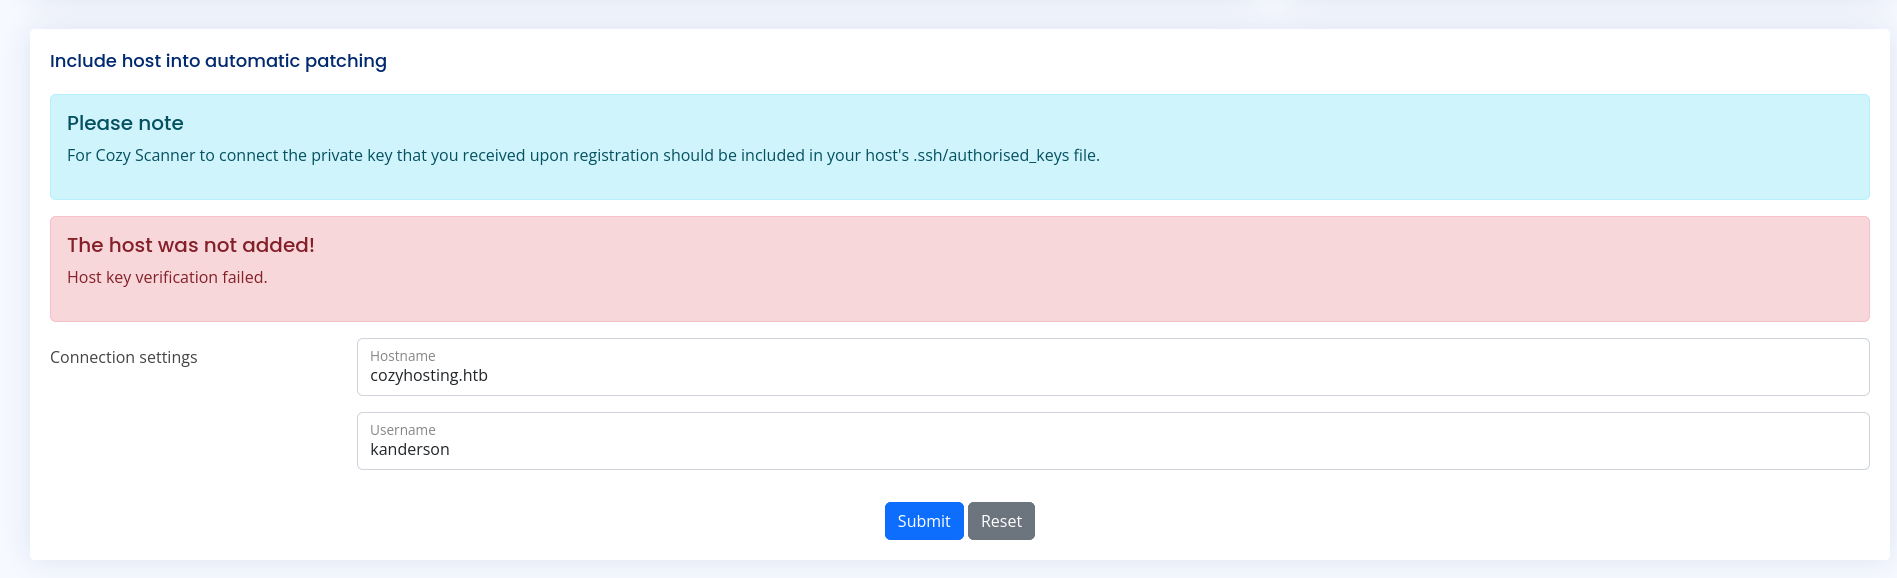 Include host into automatic patching
Please note
For Cozy Scanner to connect the private key that you received upon registration should be included in your host's .ssh/authorised_keys file.
The host was not added!
Host key verification failed.
Connection settings
Hostname
cozyhosting.htb
Username
kanderson
Submit
Reset